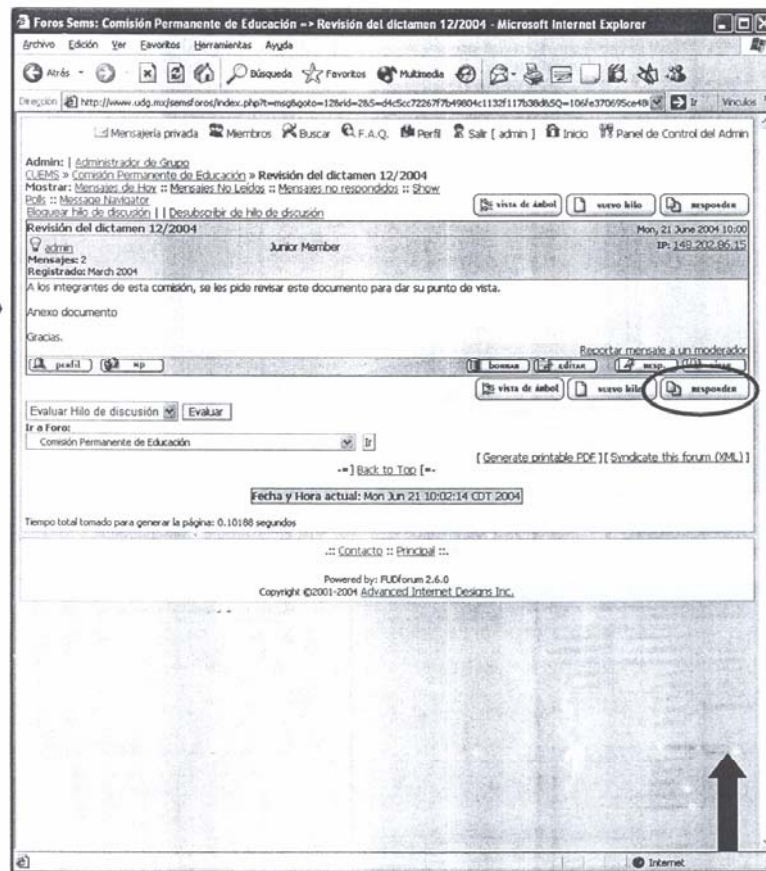 Foros Sems: Comisión Permanente de Educación => Revisión del dictamen 12/2004 - Microsoft Internet Explorer
Archivo Edición Ver Favoritos Herramientas Ayuda
Atrás Búsqueda Favoritos Multimedia
Dirección Ir Vínculos
Mensajería privada Miembros Buscar F.A.Q. Perfil Salir [ admin ] Inicio Panel de Control del Admin
Admin: | Administrador de Grupo
CUEMS » Comisión Permanente de Educación » Revisión del dictamen 12/2004
Mostrar: Mensajes de Hoy :: Mensajes No Leídos :: Mensajes no respondidos :: Show
Polls :: Message Navigator
Bloquear hilo de discusión | | Desubscribir de hilo de discusión
vista de árbol nuevo hilo responder
Revisión del dictamen 12/2004 Mon, 21 June 2004 10:00
admin Junior Member IP: 148.202.86.15
Mensajes: 2
Registrado: March 2004
A los integrantes de esta comisión, se les pide revisar este documento para dar su punto de vista.
Anexo documento
Gracias.
Reportar mensaje a un moderador
perfil mp borrar editar resp.
vista de árbol nuevo hilo responder
Evaluar Hilo de discusión Evaluar
Ir a Foro:
Comisión Permanente de Educación Ir
[ Generate printable PDF ] [ Syndicate this forum (XML) ]
-=] Back to Top [=-
Fecha y Hora actual: Mon Jun 21 10:02:14 CDT 2004
Tiempo total tomado para generar la página: 0.10188 segundos
.:: Contacto :: Principal ::.
Powered by: FUDforum 2.6.0
Copyright ©2001-2004 Advanced Internet Designs Inc.
Internet